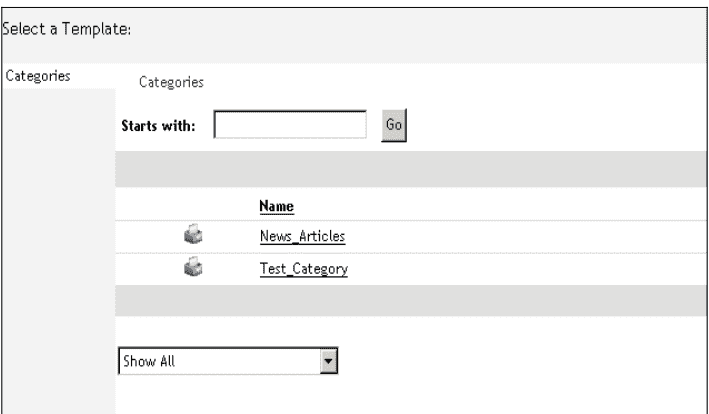 Select a Template:
Categories
Categories
Starts with:
Go
Name
News_Articles
Test_Category
Show All